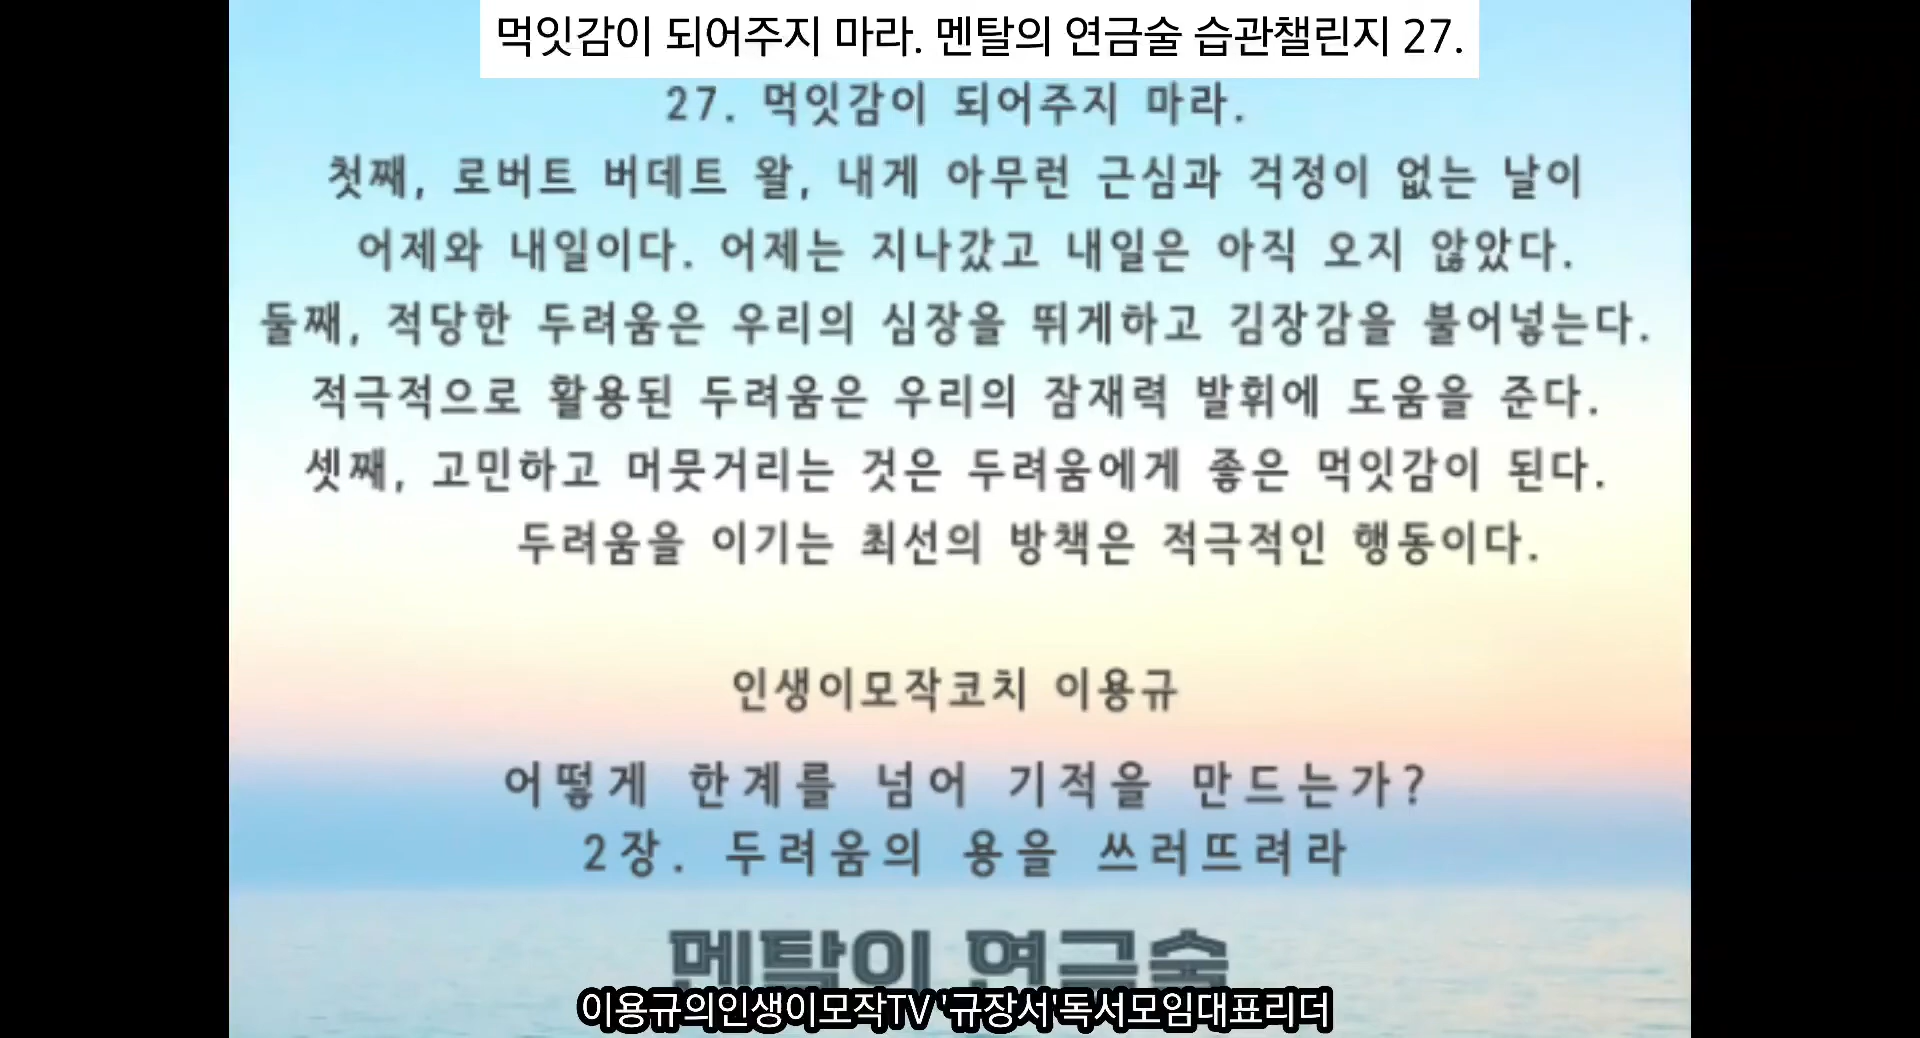 먹잇감이 되어주지 마라. 멘탈의 연금술 습관챌린지 27.
27. 먹잇감이 되어주지 마라.
첫째, 로버트 버데트 왈, 내게 아무런 근심과 걱정이 없는 날이
어제와 내일이다. 어제는 지나갔고 내일은 아직 오지 않았다.
둘째, 적당한 두려움은 우리의 심장을 뛰게하고 김장감을 불어넣는다.
적극적으로 활용된 두려움은 우리의 잠재력 발휘에 도움을 준다.
셋째, 고민하고 머뭇거리는 것은 두려움에게 좋은 먹잇감이 된다.
두려움을 이기는 최선의 방책은 적극적인 행동이다.
인생이모작코치 이용규
어떻게 한계를 넘어 기적을 만드는가?
2장. 두려움의 용을 쓰러뜨려라
멘탈의 연금술
이용규의인생이모작TV '규장서'독서모임대표리더